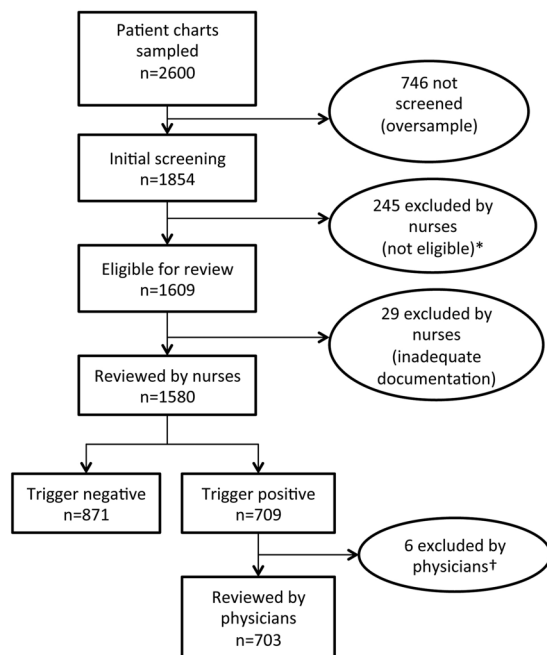 Patient charts
sampled
n=2600
746 not
screened
(oversample)
Initial screening
n=1854
245 excluded by
nurses
(not eligible)*
Eligible for review
n=1609
29 excluded by
nurses
(inadequate
documentation)
Reviewed by nurses
n=1580
Trigger negative
n=871
Trigger positive
n=709
6 excluded by
physicians†
Reviewed by
physicians
n=703